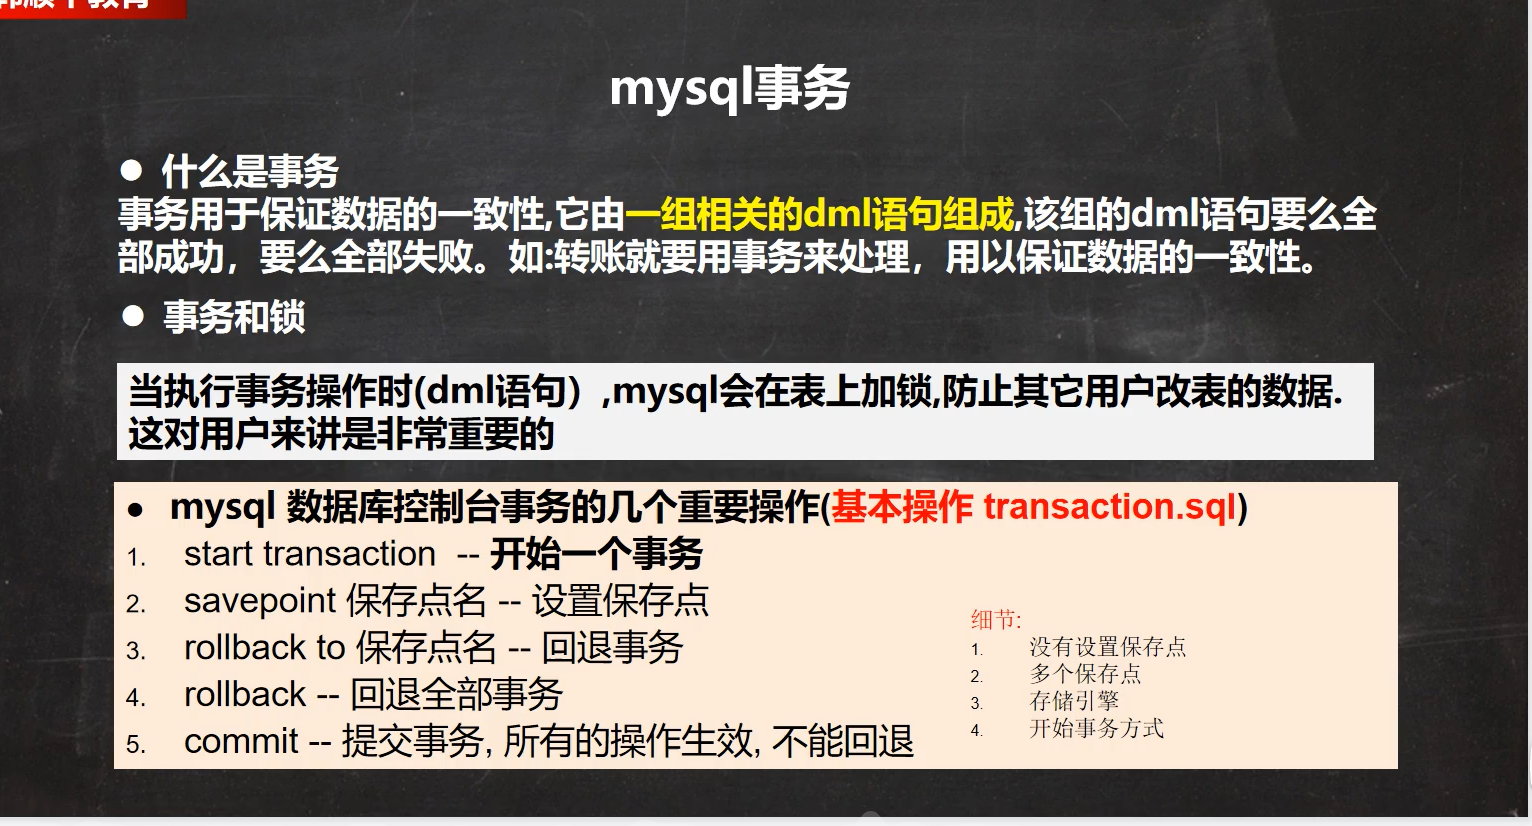 mysql事务
● 什么是事务
事务用于保证数据的一致性,它由一组相关的dml语句组成,该组的dml语句要么全
部成功，要么全部失败。如:转账就要用事务来处理，用以保证数据的一致性。
● 事务和锁
当执行事务操作时(dml语句）,mysql会在表上加锁,防止其它用户改表的数据.
这对用户来讲是非常重要的
● mysql 数据库控制台事务的几个重要操作(基本操作 transaction.sql)
1. start transaction -- 开始一个事务
2. savepoint 保存点名 -- 设置保存点
3. rollback to 保存点名 -- 回退事务
4. rollback -- 回退全部事务
5. commit -- 提交事务, 所有的操作生效, 不能回退
细节:
1. 没有设置保存点
2. 多个保存点
3. 存储引擎
4. 开始事务方式